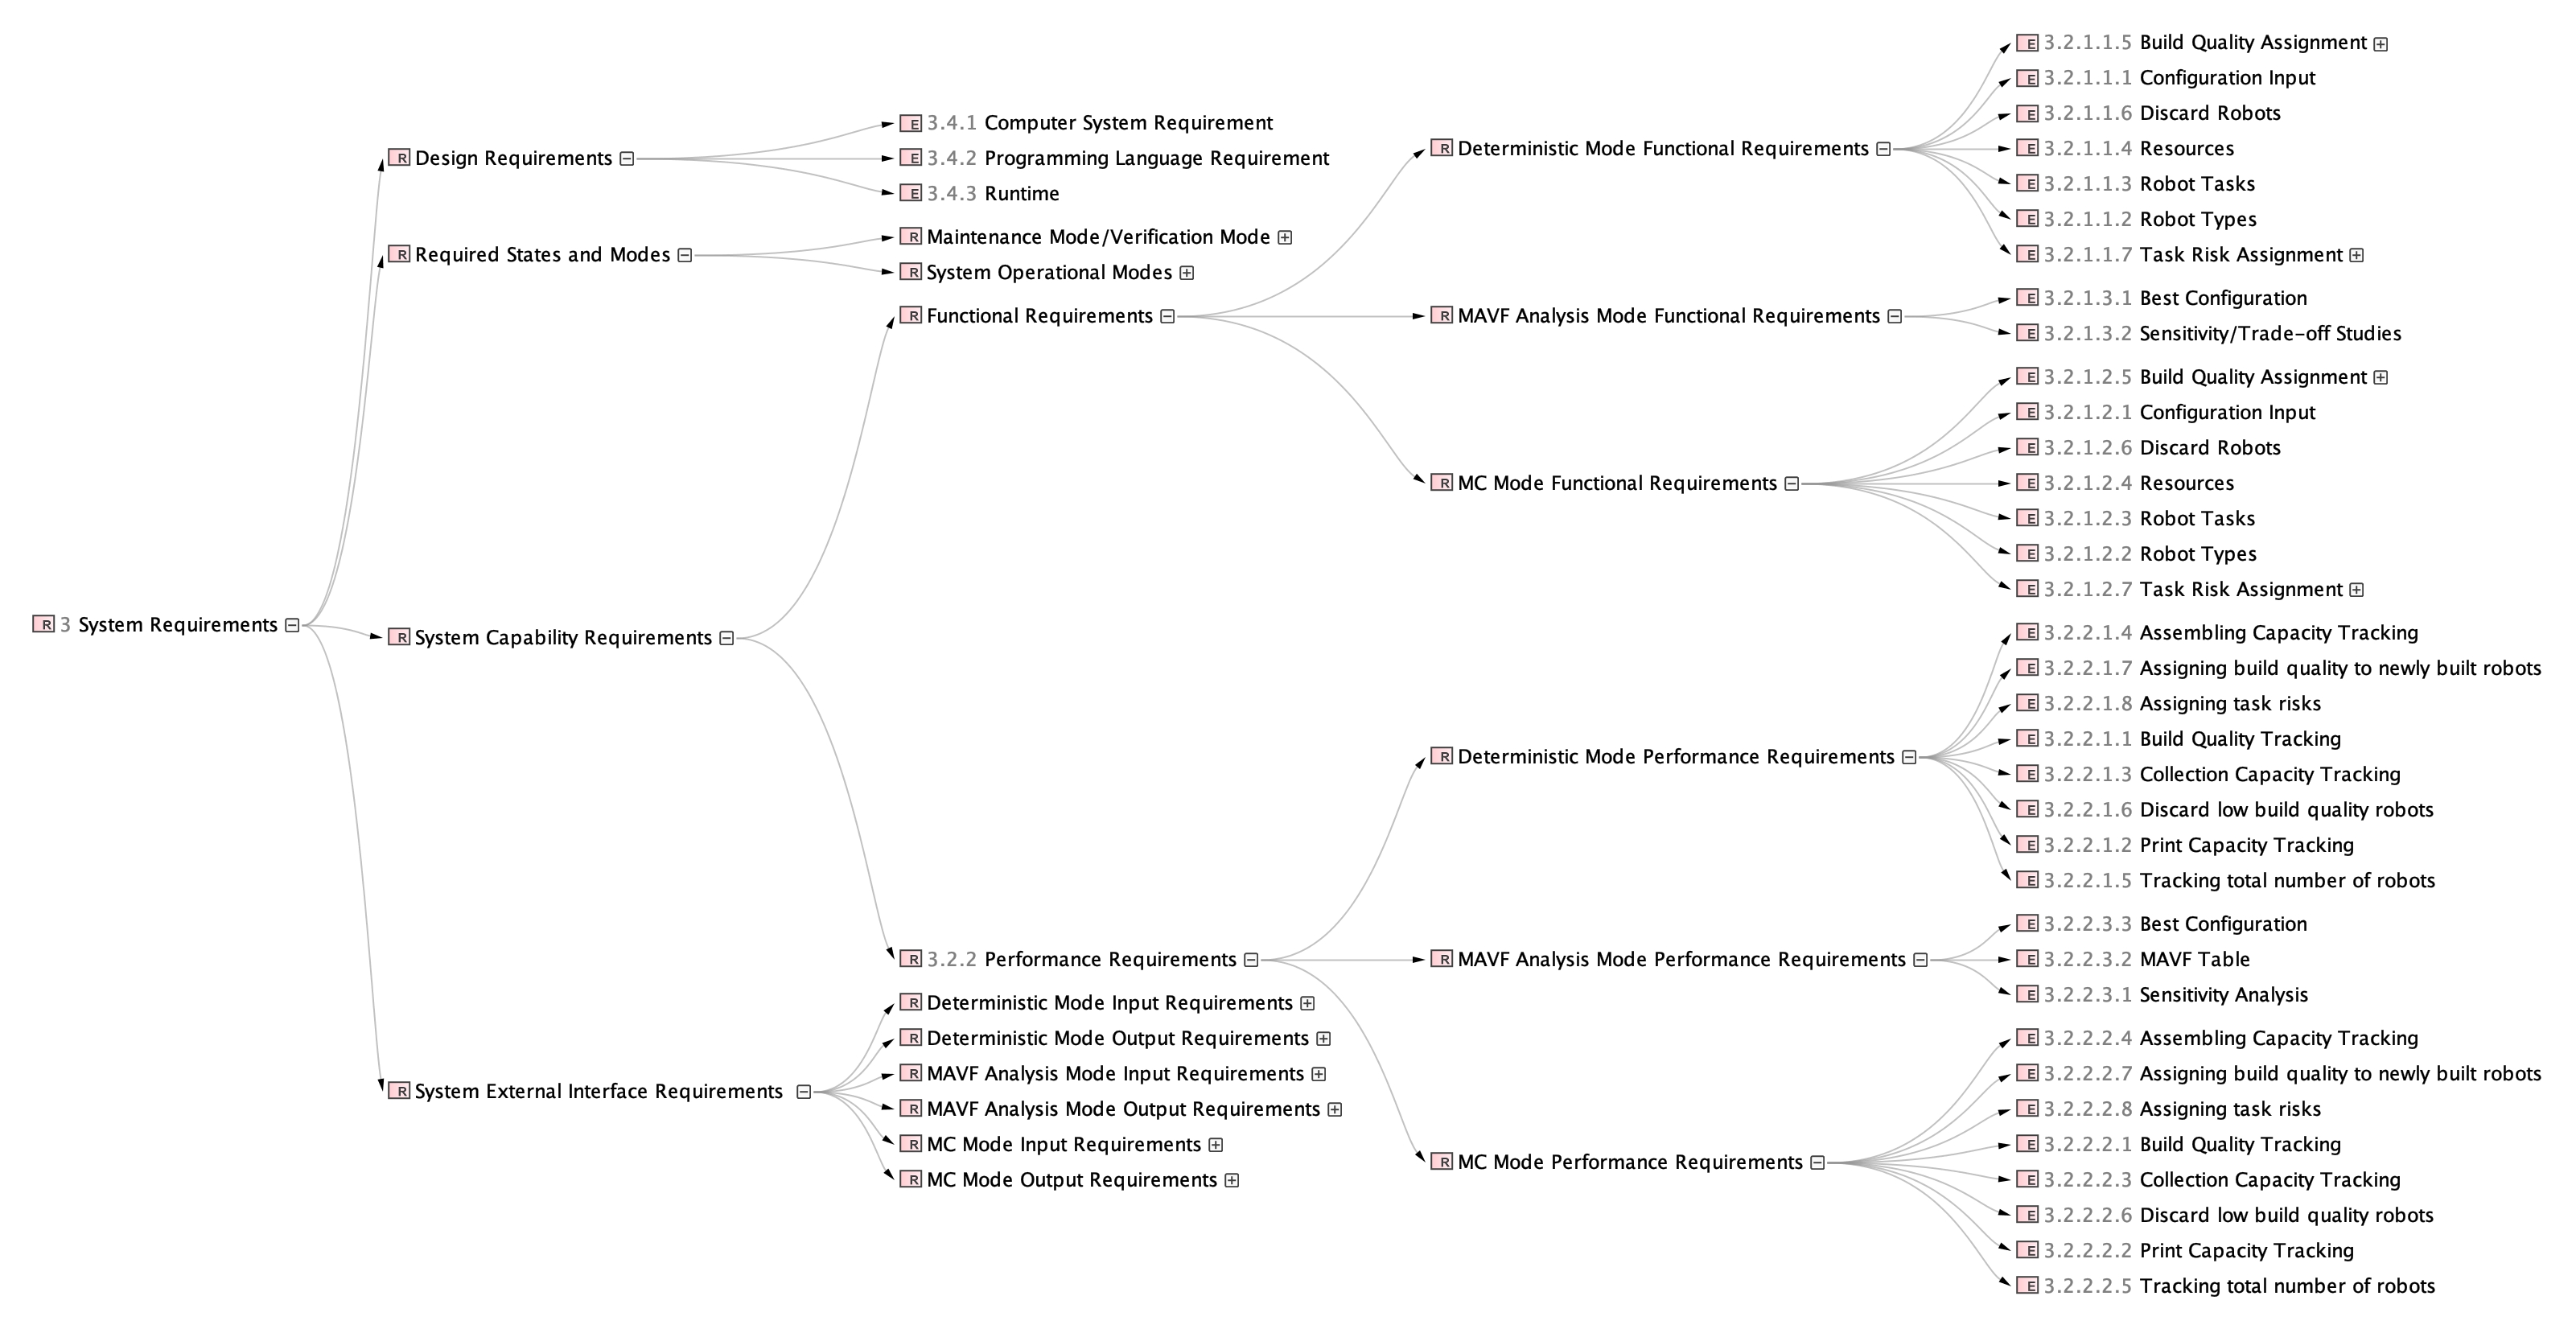 R 3 System Requirements
R Design Requirements
E 3.4.1 Computer System Requirement
E 3.4.2 Programming Language Requirement
E 3.4.3 Runtime
R Required States and Modes
R Maintenance Mode/Verification Mode
R System Operational Modes
R System Capability Requirements
R Functional Requirements
R Deterministic Mode Functional Requirements
E 3.2.1.1.5 Build Quality Assignment
E 3.2.1.1.1 Configuration Input
E 3.2.1.1.6 Discard Robots
E 3.2.1.1.4 Resources
E 3.2.1.1.3 Robot Tasks
E 3.2.1.1.2 Robot Types
E 3.2.1.1.7 Task Risk Assignment
R MAVF Analysis Mode Functional Requirements
E 3.2.1.3.1 Best Configuration
E 3.2.1.3.2 Sensitivity/Trade-off Studies
R MC Mode Functional Requirements
E 3.2.1.2.5 Build Quality Assignment
E 3.2.1.2.1 Configuration Input
E 3.2.1.2.6 Discard Robots
E 3.2.1.2.4 Resources
E 3.2.1.2.3 Robot Tasks
E 3.2.1.2.2 Robot Types
E 3.2.1.2.7 Task Risk Assignment
R 3.2.2 Performance Requirements
R Deterministic Mode Performance Requirements
E 3.2.2.1.4 Assembling Capacity Tracking
E 3.2.2.1.7 Assigning build quality to newly built robots
E 3.2.2.1.8 Assigning task risks
E 3.2.2.1.1 Build Quality Tracking
E 3.2.2.1.3 Collection Capacity Tracking
E 3.2.2.1.6 Discard low build quality robots
E 3.2.2.1.2 Print Capacity Tracking
E 3.2.2.1.5 Tracking total number of robots
R MAVF Analysis Mode Performance Requirements
E 3.2.2.3.3 Best Configuration
E 3.2.2.3.2 MAVF Table
E 3.2.2.3.1 Sensitivity Analysis
R MC Mode Performance Requirements
E 3.2.2.2.4 Assembling Capacity Tracking
E 3.2.2.2.7 Assigning build quality to newly built robots
E 3.2.2.2.8 Assigning task risks
E 3.2.2.2.1 Build Quality Tracking
E 3.2.2.2.3 Collection Capacity Tracking
E 3.2.2.2.6 Discard low build quality robots
E 3.2.2.2.2 Print Capacity Tracking
E 3.2.2.2.5 Tracking total number of robots
R System External Interface Requirements
R Deterministic Mode Input Requirements
R Deterministic Mode Output Requirements
R MAVF Analysis Mode Input Requirements
R MAVF Analysis Mode Output Requirements
R MC Mode Input Requirements
R MC Mode Output Requirements